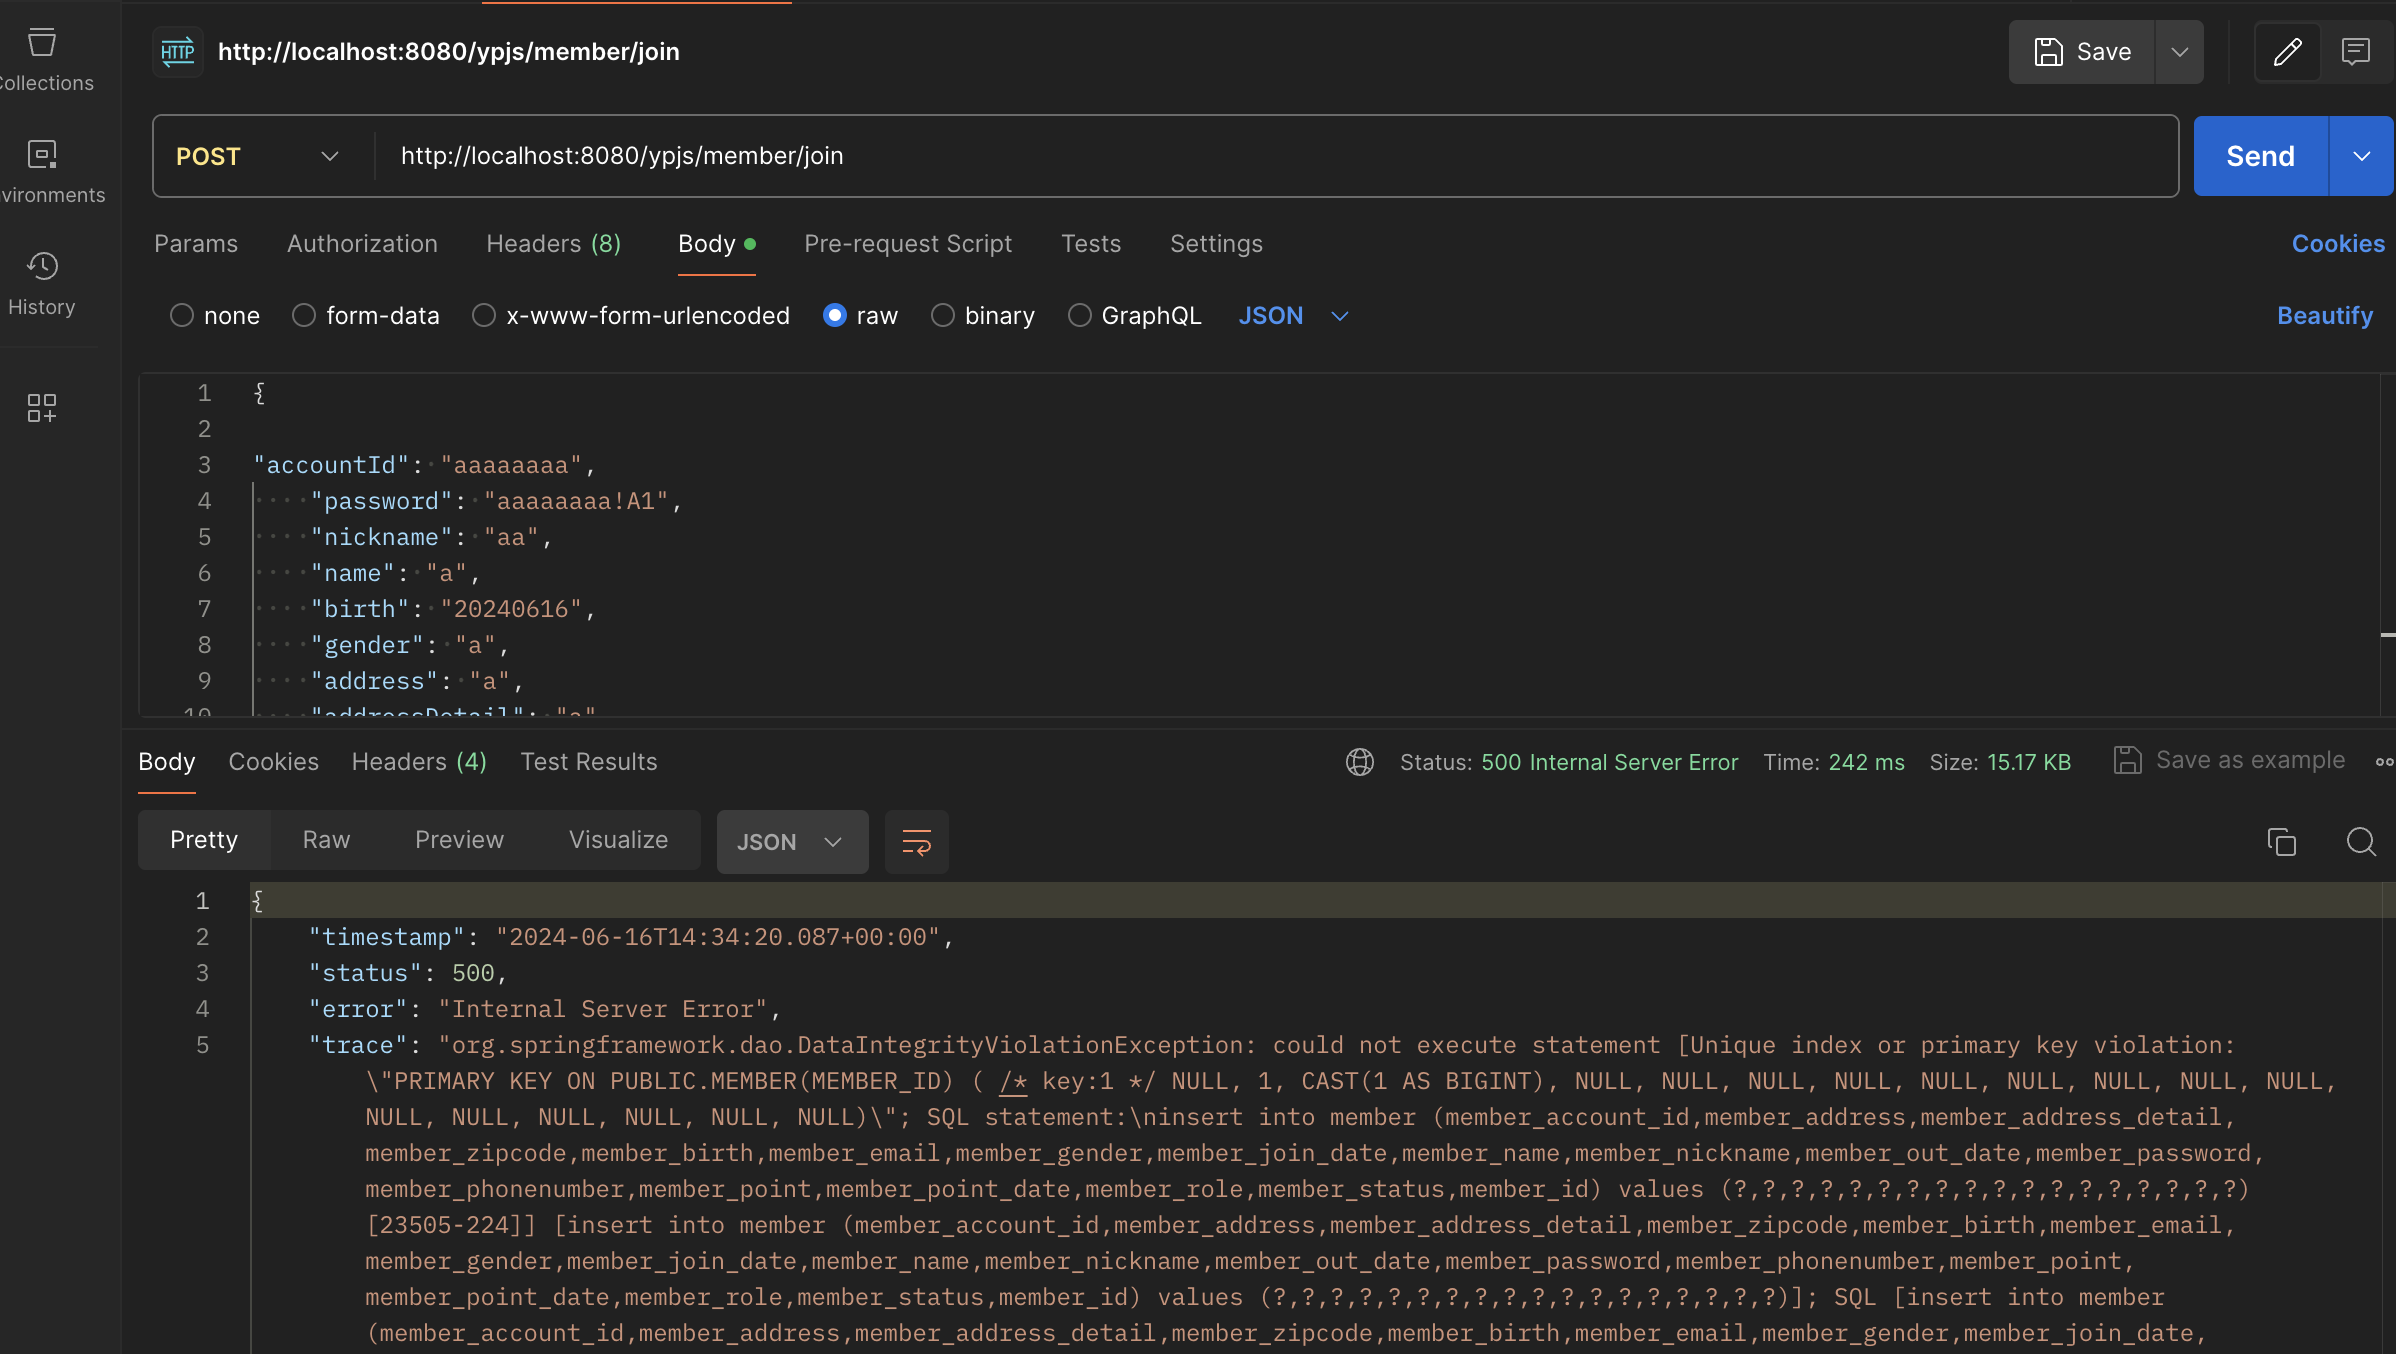 Collections
http://localhost:8080/ypjs/member/join
Save
POST
http://localhost:8080/ypjs/member/join
Send
vironments
Params Authorization Headers (8) Body Pre-request Script Tests Settings Cookies
History
none form-data x-www-form-urlencoded raw binary GraphQL JSON Beautify
1 {
2
3 "accountId": "aaaaaaaa",
4 "password": "aaaaaaaa!A1",
5 "nickname": "aa",
6 "name": "a",
7 "birth": "20240616",
8 "gender": "a",
9 "address": "a",
10 "addressDetail": "a"
Body Cookies Headers (4) Test Results Status: 500 Internal Server Error Time: 242 ms Size: 15.17 KB Save as example
Pretty Raw Preview Visualize JSON
1 {
2 "timestamp": "2024-06-16T14:34:20.087+00:00",
3 "status": 500,
4 "error": "Internal Server Error",
5 "trace": "org.springframework.dao.DataIntegrityViolationException: could not execute statement [Unique index or primary key violation:
\"PRIMARY KEY ON PUBLIC.MEMBER(MEMBER_ID) ( /* key:1 */ NULL, 1, CAST(1 AS BIGINT), NULL, NULL, NULL, NULL, NULL, NULL, NULL, NULL, NULL,
NULL, NULL, NULL, NULL, NULL, NULL)\"; SQL statement:\ninsert into member (member_account_id,member_address,member_address_detail,
member_zipcode,member_birth,member_email,member_gender,member_join_date,member_name,member_nickname,member_out_date,member_password,
member_phonenumber,member_point,member_point_date,member_role,member_status,member_id) values (?,?,?,?,?,?,?,?,?,?,?,?,?,?,?,?,?,?)
[23505-224]] [insert into member (member_account_id,member_address,member_address_detail,member_zipcode,member_birth,member_email,
member_gender,member_join_date,member_name,member_nickname,member_out_date,member_password,member_phonenumber,member_point,
member_point_date,member_role,member_status,member_id) values (?,?,?,?,?,?,?,?,?,?,?,?,?,?,?,?,?,?)]; SQL [insert into member
(member_account_id,member_address,member_address_detail,member_zipcode,member_birth,member_email,member_gender,member_join_date,